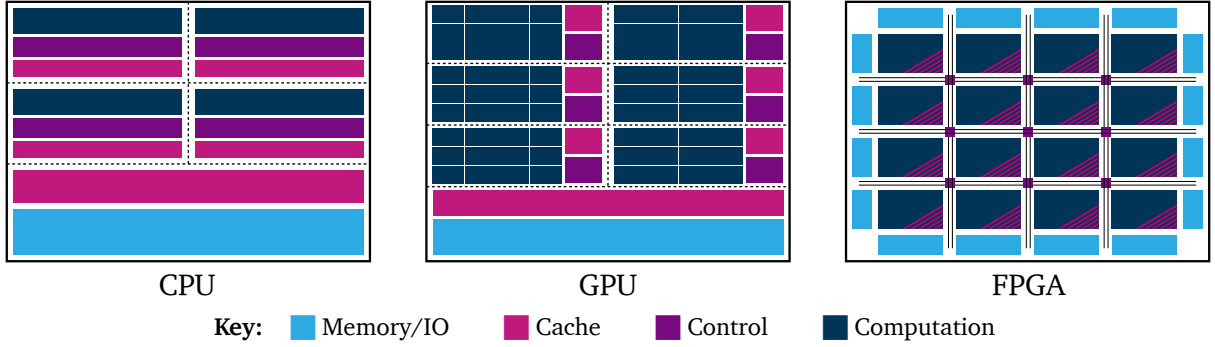 CPU
GPU
FPGA
Key: Memory/IO Cache Control Computation